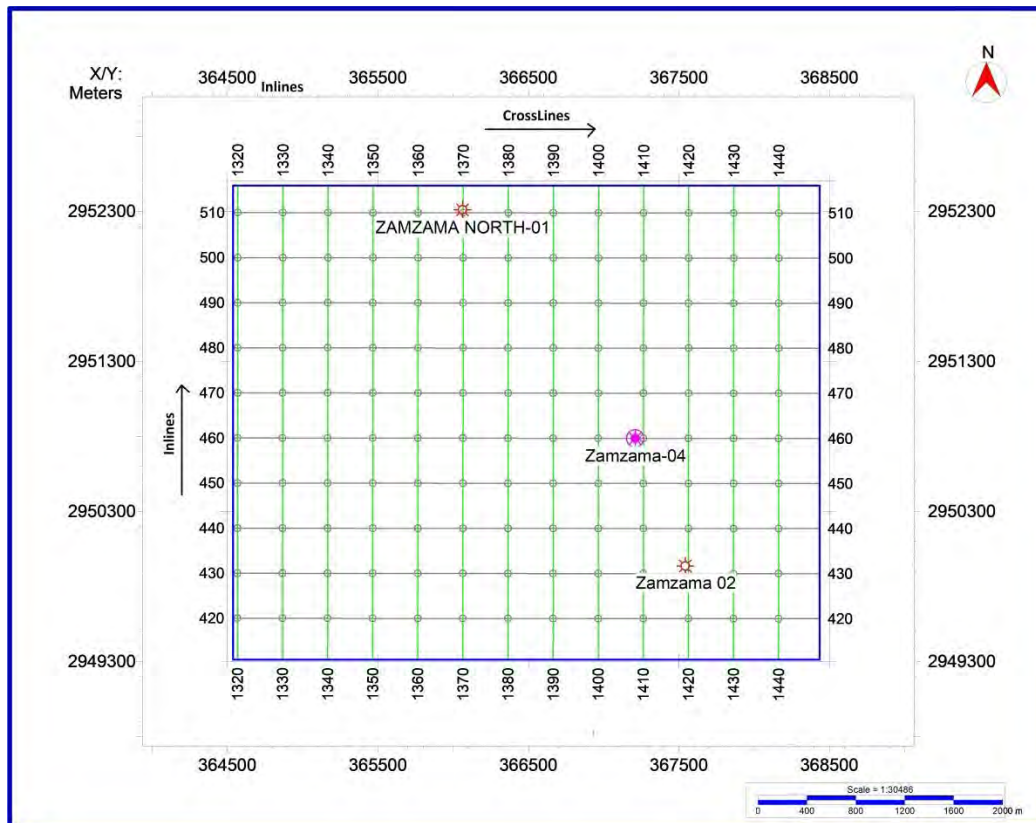 N
X/Y:
Meters
364500 365500 366500 367500 368500
Inlines
CrossLines
1320 1330 1340 1350 1360 1370 1380 1390 1400 1410 1420 1430 1440
2952300 510 510 2952300
ZAMZAMA NORTH-01
500 500
490 490
480 480
2951300 2951300
470 470
Inlines
460 460
Zamzama-04
450 450
2950300 2950300
440 440
430 430
Zamzama 02
420 420
2949300 2949300
1320 1330 1340 1350 1360 1370 1380 1390 1400 1410 1420 1430 1440
364500 365500 366500 367500 368500
Scale = 1:30486
0 400 800 1200 1600 2000 m